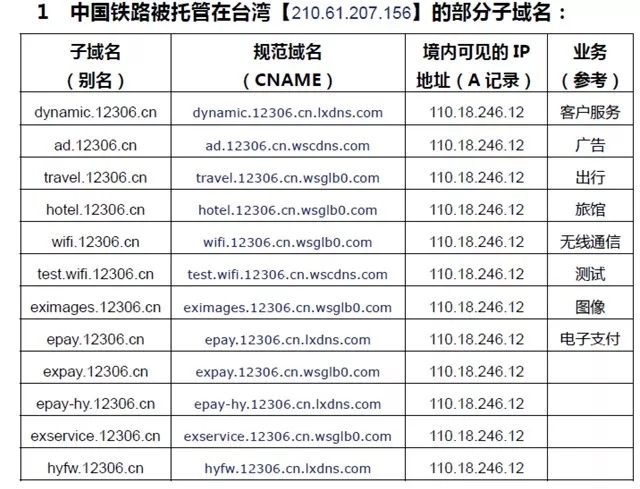 1 中国铁路被托管在台湾【210.61.207.156】的部分子域名：
子域名 规范域名 境内可见的 IP 业务
（别名） （CNAME） 地址（A 记录） （参考）
dynamic.12306.cn dynamic.12306.cn.lxdns.com 110.18.246.12 客户服务
ad.12306.cn ad.12306.cn.wscdns.com 110.18.246.12 广告
travel.12306.cn travel.12306.cn.wsglb0.com 110.18.246.12 出行
hotel.12306.cn hotel.12306.cn.wsglb0.com 110.18.246.12 旅馆
wifi.12306.cn wifi.12306.cn.wsglb0.com 110.18.246.12 无线通信
test.wifi.12306.cn test.wifi.12306.cn.wscdns.com 110.18.246.12 测试
eximages.12306.cn eximages.12306.cn.wsglb0.com 110.18.246.12 图像
epay.12306.cn epay.12306.cn.lxdns.com 110.18.246.12 电子支付
expay.12306.cn expay.12306.cn.wsglb0.com 110.18.246.12
epay-hy.12306.cn epay-hy.12306.cn.lxdns.com 110.18.246.12
exservice.12306.cn exservice.12306.cn.wsglb0.com 110.18.246.12
hyfw.12306.cn hyfw.12306.cn.lxdns.com 110.18.246.12